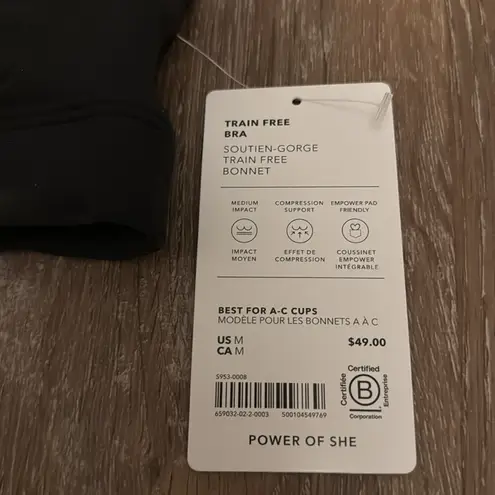 TRAIN FREE
BRA
SOUTIEN-GORGE
TRAIN FREE
BONNET
MEDIUM
IMPACT
IMPACT
MOYEN
COMPRESSION
SUPPORT
EFFET DE
COMPRESSION
EMPOWER PAD
FRIENDLY
COUSSINET
EMPOWER
INTÉGRABLE
BEST FOR A-C CUPS
MODÈLE POUR LES BONNETS A À C
US M
CA M
$49.00
S953-0008
659032-02-2-0003 500104549769
Certified
Certifiée
B
Entreprise
Corporation
POWER OF SHE